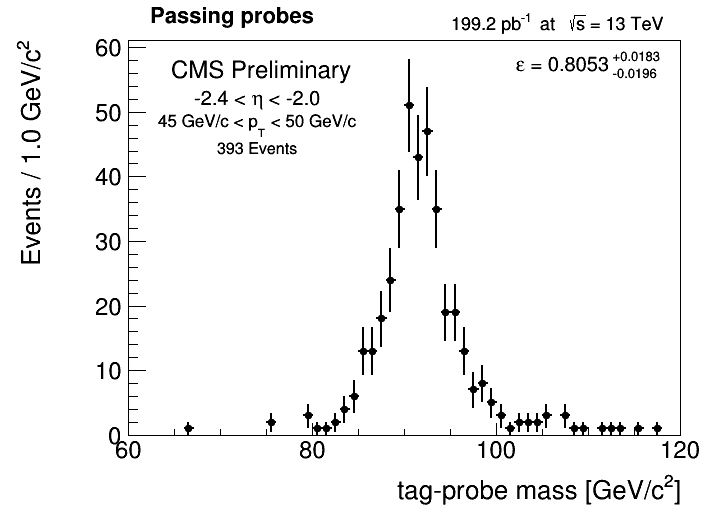 Passing probes
199.2 pb⁻¹ at √s = 13 TeV
CMS Preliminary
-2.4 < η < -2.0
45 GeV/c < p_T < 50 GeV/c
393 Events
ε = 0.8053 +0.0183 -0.0196
Events / 1.0 GeV/c²
60
50
40
30
20
10
0
60 80 100 120
tag-probe mass [GeV/c²]